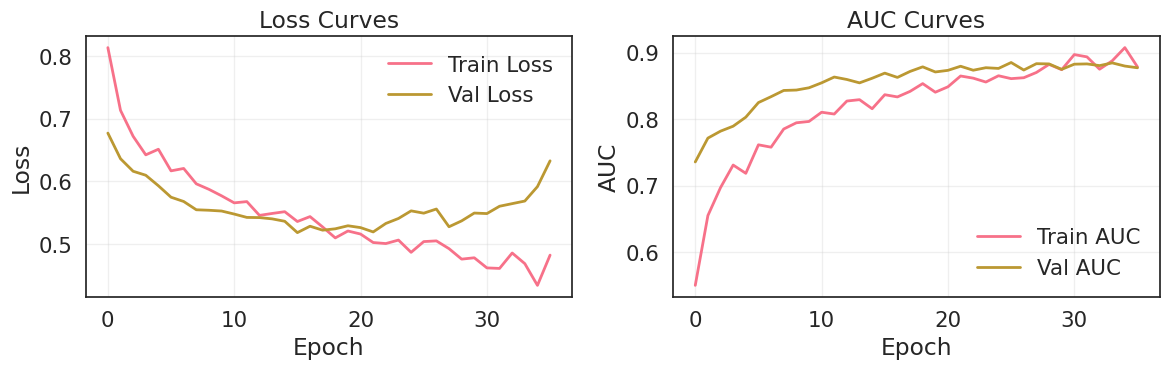 Loss Curves
Loss
0.8
0.7
0.6
0.5
Train Loss
Val Loss
0
10
20
30
Epoch
AUC Curves
AUC
0.9
0.8
0.7
0.6
Train AUC
Val AUC
0
10
20
30
Epoch